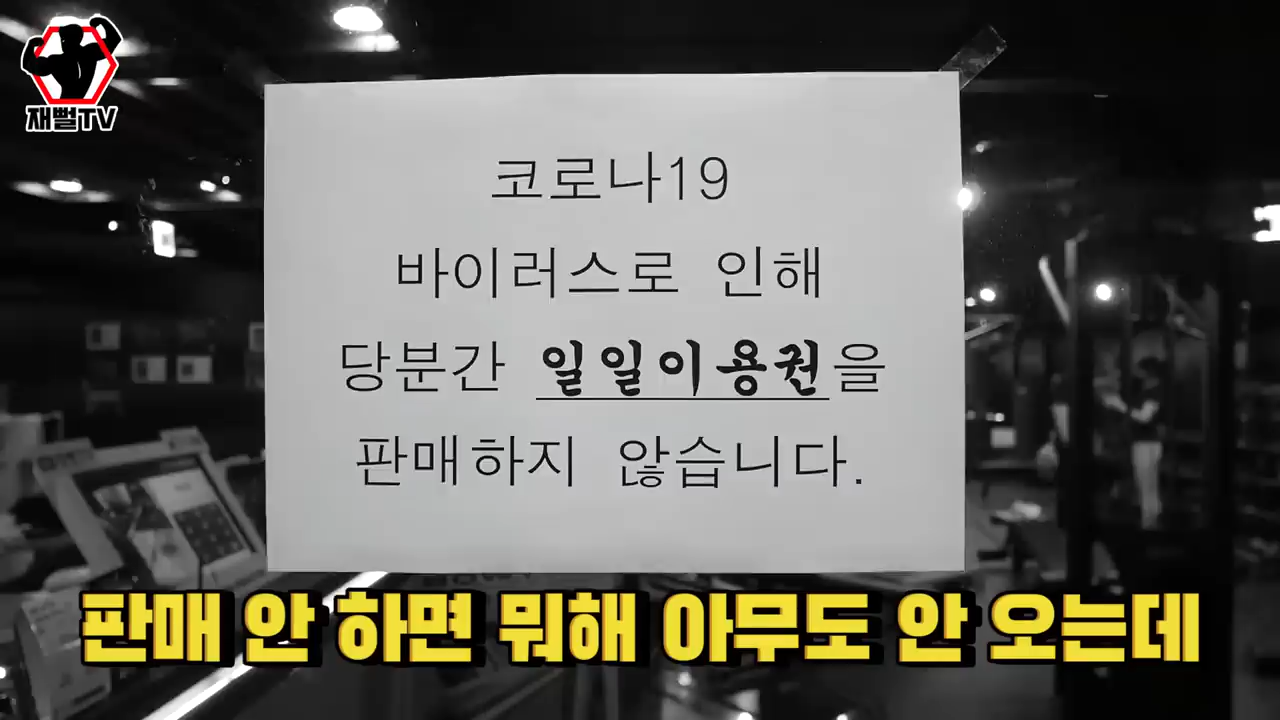 재뻘TV
코로나19
바이러스로 인해
당분간 일일이용권을
판매하지 않습니다.
판매 안 하면 뭐해 아무도 안 오는데